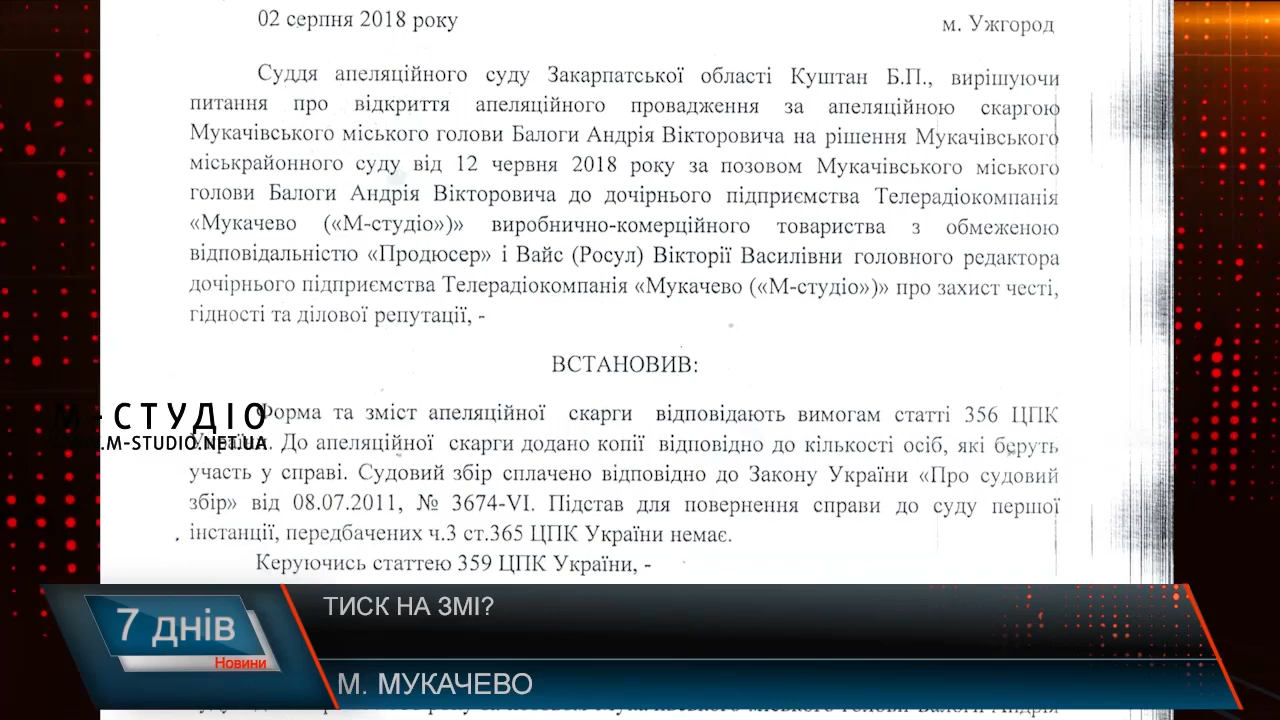 02 серпня 2018 року
м. Ужгород
Суддя апеляційного суду Закарпатської області Куштан Б.П., вирішуючи
питання про відкриття апеляційного провадження за апеляційною скаргою
Мукачівського міського голови Балоги Андрія Вікторовича на рішення Мукачівського
міськрайонного суду від 12 червня 2018 року за позовом Мукачівського міського
голови Балоги Андрія Вікторовича до дочірнього підприємства Телерадіокомпанія
«Мукачево («М-студіо»)» виробничо-комерційного товариства з обмеженою
відповідальністю «Продюсер» і Вайс (Росул) Вікторії Василівни головного редактора
дочірнього підприємства Телерадіокомпанія «Мукачево («М-студіо»)» про захист честі,
гідності та ділової репутації, -
ВСТАНОВИВ:
Форма та зміст апеляційної скарги відповідають вимогам статті 356 ЦПК
України. До апеляційної скарги додано копії відповідно до кількості осіб, які беруть
участь у справі. Судовий збір сплачено відповідно до Закону України «Про судовий
збір» від 08.07.2011, № 3674-VI. Підстав для повернення справи до суду першої
інстанції, передбачених ч.3 ст.365 ЦПК України немає.
Керуючись статтею 359 ЦПК України, -
М-СТУДІО
.M-STUDIO.NET.UA
ТИСК НА ЗМІ?
7 днів
Новини
М. МУКАЧЕВО